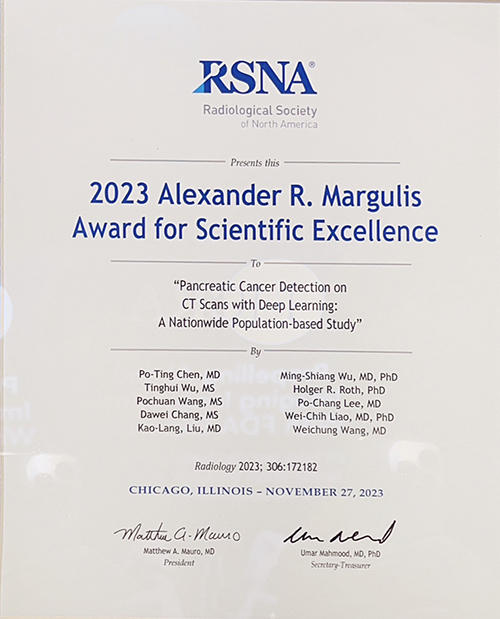 RSNA®
Radiological Society
of North America
Presents this
2023 Alexander R. Margulis
Award for Scientific Excellence
To
“Pancreatic Cancer Detection on
CT Scans with Deep Learning:
A Nationwide Population-based Study”
By
Po-Ting Chen, MD
Tinghui Wu, MS
Pochuan Wang, MS
Dawei Chang, MS
Kao-Lang, Liu, MD
Ming-Shiang Wu, MD, PhD
Holger R. Roth, PhD
Po-Chang Lee, MD
Wei-Chih Liao, MD, PhD
Weichung Wang, MD
Radiology 2023; 306:172182
CHICAGO, ILLINOIS – NOVEMBER 27, 2023
Matthew A. Mauro
Matthew A. Mauro, MD
President
Umar Mahmood, MD, PhD
Secretary-Treasurer